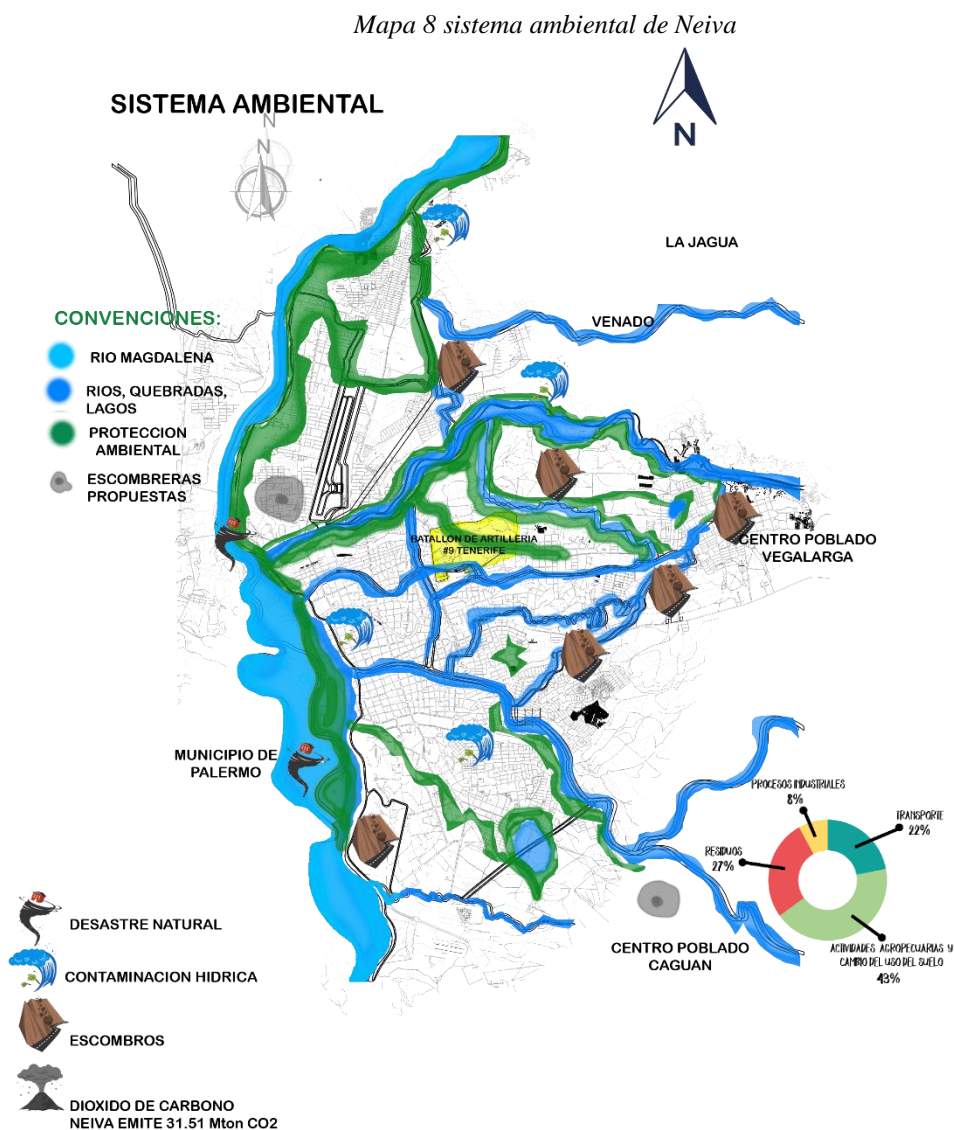 Mapa 8 sistema ambiental de Neiva
SISTEMA AMBIENTAL
N
N
N
LA JAGUA
VENADO
CONVENCIONES:
RIO MAGDALENA
RIOS, QUEBRADAS,
LAGOS
PROTECCION
AMBIENTAL
ESCOMBRERAS
PROPUESTAS
BATALLON DE ARTILLERIA
#9 TENERIFE
CENTRO POBLADO
VEGALARGA
MUNICIPIO DE
PALERMO
PROCESOS INDUSTRIALES
8%
TRANSPORTE
22%
RESIDUOS
27%
ACTIVIDADES AGROPECUARIAS Y
CAMBIO DEL USO DEL SUELO
43%
CENTRO POBLADO
CAGUAN
DESASTRE NATURAL
CONTAMINACION HIDRICA
ESCOMBROS
DIOXIDO DE CARBONO
NEIVA EMITE 31.51 Mton CO2